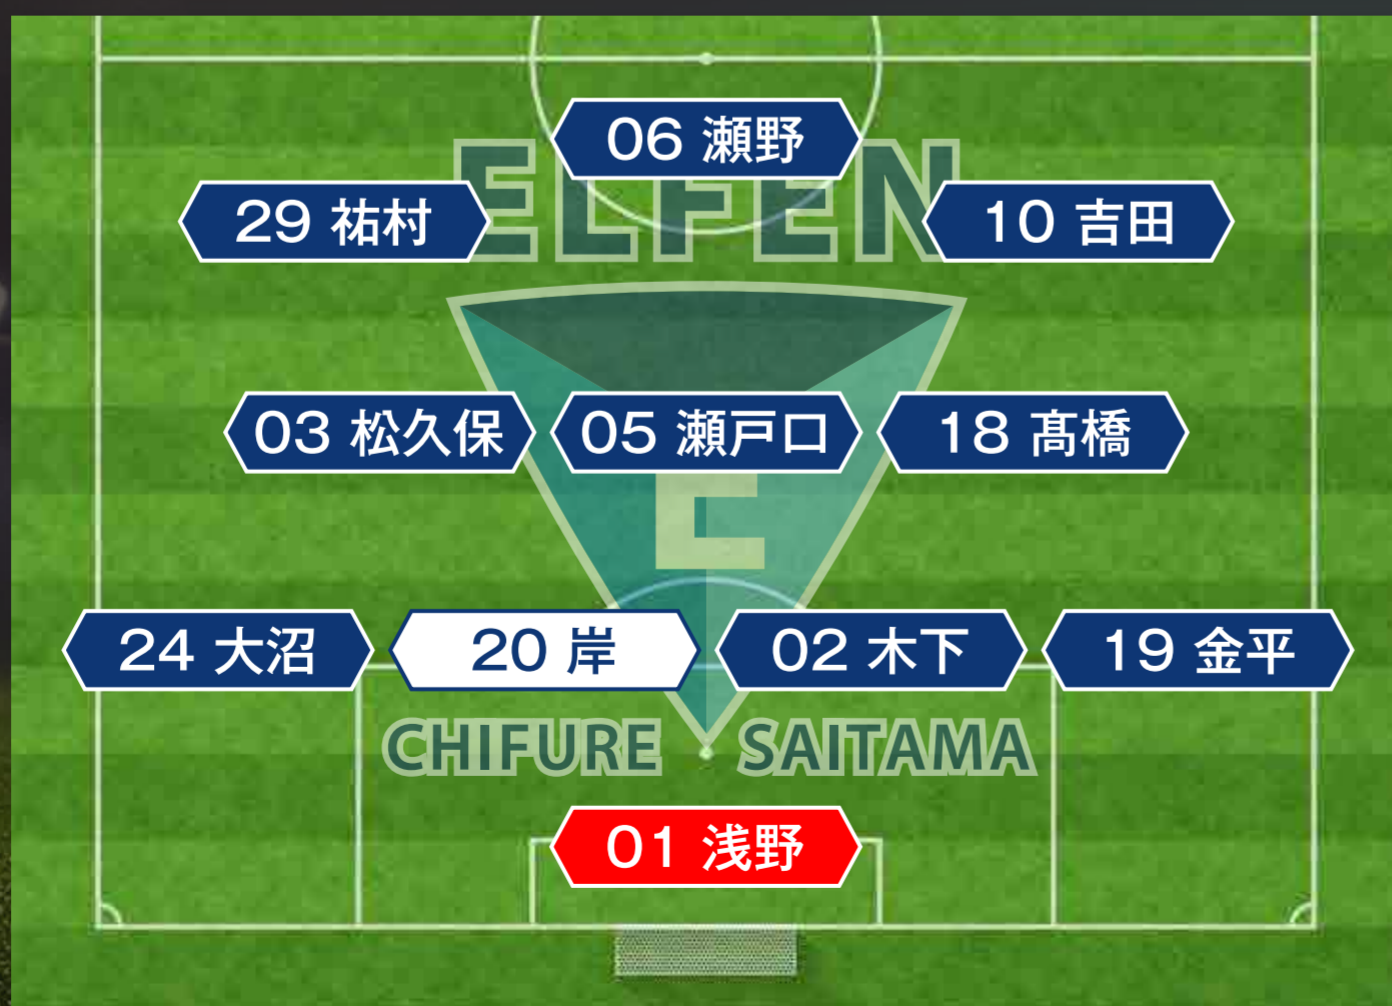 06 瀬野
29 祐村
10 吉田
ELFEN
03 松久保
05 瀬戸口
18 髙橋
E
24 大沼
20 岸
02 木下
19 金平
CHIFURE SAITAMA
01 浅野